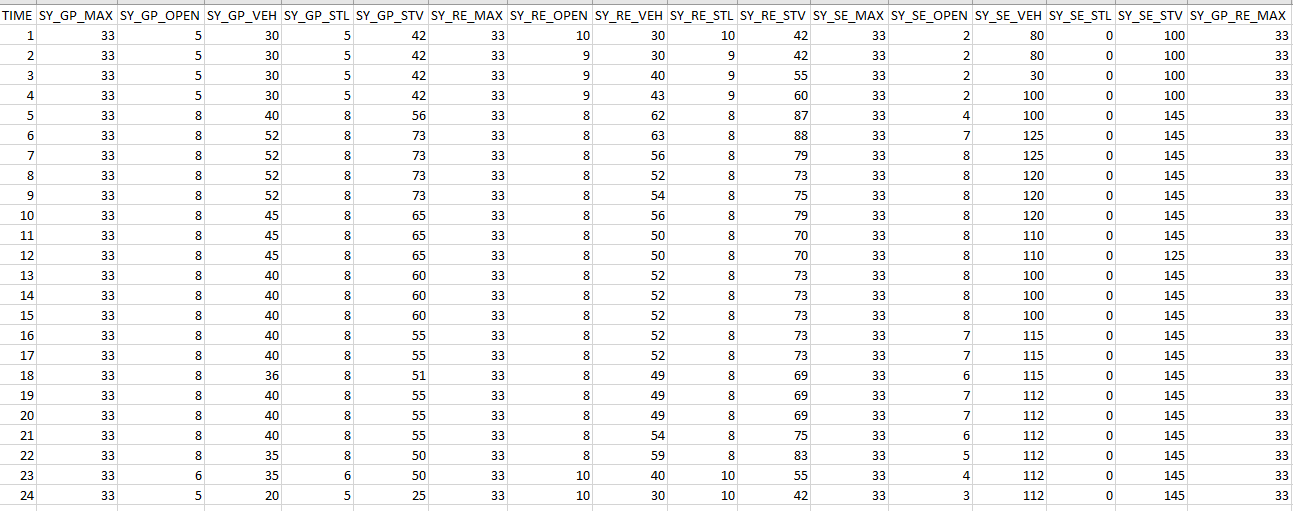 TIME SY_GP_MAX SY_GP_OPEN SY_GP_VEH SY_GP_STL SY_GP_STV SY_RE_MAX SY_RE_OPEN SY_RE_VEH SY_RE_STL SY_RE_STV SY_SE_MAX SY_SE_OPEN SY_SE_VEH SY_SE_STL SY_SE_STV SY_GP_RE_MAX
1 33 5 30 5 42 33 10 30 10 42 33 2 80 0 100 33
2 33 5 30 5 42 33 9 30 9 42 33 2 80 0 100 33
3 33 5 30 5 42 33 9 40 9 55 33 2 30 0 100 33
4 33 5 30 5 42 33 9 43 9 60 33 2 100 0 100 33
5 33 8 40 8 56 33 8 62 8 87 33 4 100 0 145 33
6 33 8 52 8 73 33 8 63 8 88 33 7 125 0 145 33
7 33 8 52 8 73 33 8 56 8 79 33 8 125 0 145 33
8 33 8 52 8 73 33 8 52 8 73 33 8 120 0 145 33
9 33 8 52 8 73 33 8 54 8 75 33 8 120 0 145 33
10 33 8 45 8 65 33 8 56 8 79 33 8 120 0 145 33
11 33 8 45 8 65 33 8 50 8 70 33 8 110 0 145 33
12 33 8 45 8 65 33 8 50 8 70 33 8 110 0 125 33
13 33 8 40 8 60 33 8 52 8 73 33 8 100 0 145 33
14 33 8 40 8 60 33 8 52 8 73 33 8 100 0 145 33
15 33 8 40 8 60 33 8 52 8 73 33 8 100 0 145 33
16 33 8 40 8 55 33 8 52 8 73 33 7 115 0 145 33
17 33 8 40 8 55 33 8 52 8 73 33 7 115 0 145 33
18 33 8 36 8 51 33 8 49 8 69 33 6 115 0 145 33
19 33 8 40 8 55 33 8 49 8 69 33 7 112 0 145 33
20 33 8 40 8 55 33 8 49 8 69 33 7 112 0 145 33
21 33 8 40 8 55 33 8 54 8 75 33 6 112 0 145 33
22 33 8 35 8 50 33 8 59 8 83 33 5 112 0 145 33
23 33 6 35 6 50 33 10 40 10 55 33 4 112 0 145 33
24 33 5 20 5 25 33 10 30 10 42 33 3 112 0 145 33